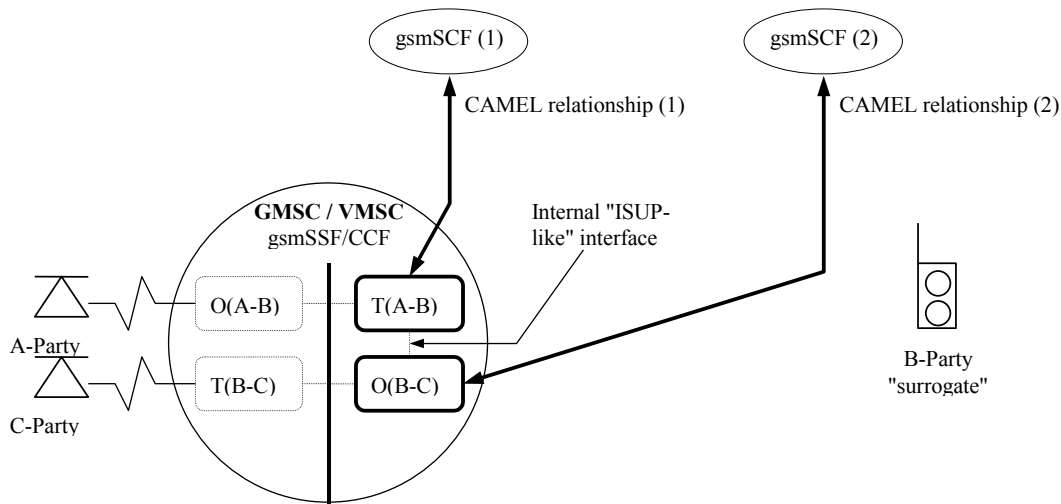 gsmSCF (1)
gsmSCF (2)
CAMEL relationship (1)
CAMEL relationship (2)
GMSC / VMSC
gsmSSF/CCF
Internal "ISUP-
like" interface
O(A-B)
T(A-B)
A-Party
T(B-C)
O(B-C)
C-Party
B-Party
"surrogate"